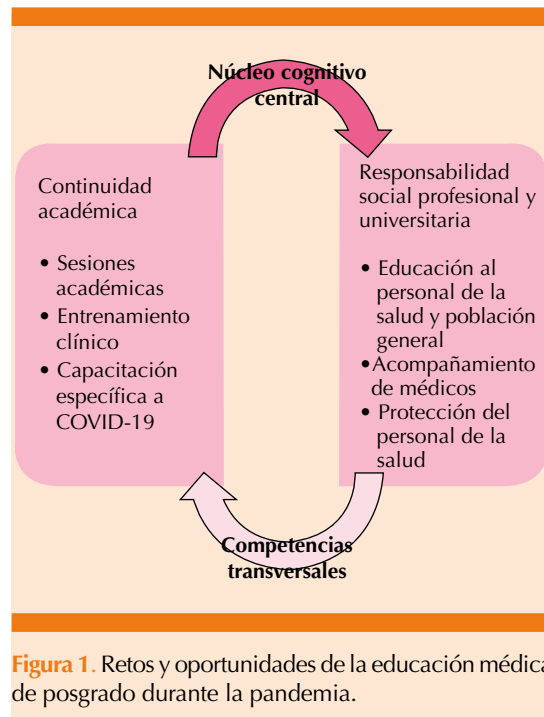 Núcleo cognitivo
central
Continuidad
académica
• Sesiones
académicas
• Entrenamiento
clínico
• Capacitación
específica a
COVID-19
Responsabilidad
social profesional y
universitaria
• Educación al
personal de la
salud y población
general
•Acompañamiento
de médicos
• Protección del
personal de la
salud
Competencias
transversales
Figura 1. Retos y oportunidades de la educación médica
de posgrado durante la pandemia.